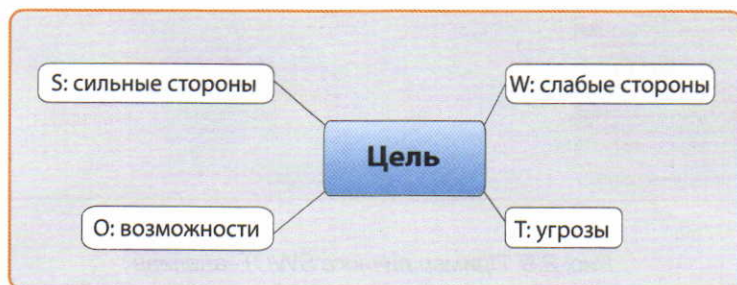 S: сильные стороны
W: слабые стороны
Цель
O: возможности
T: угрозы